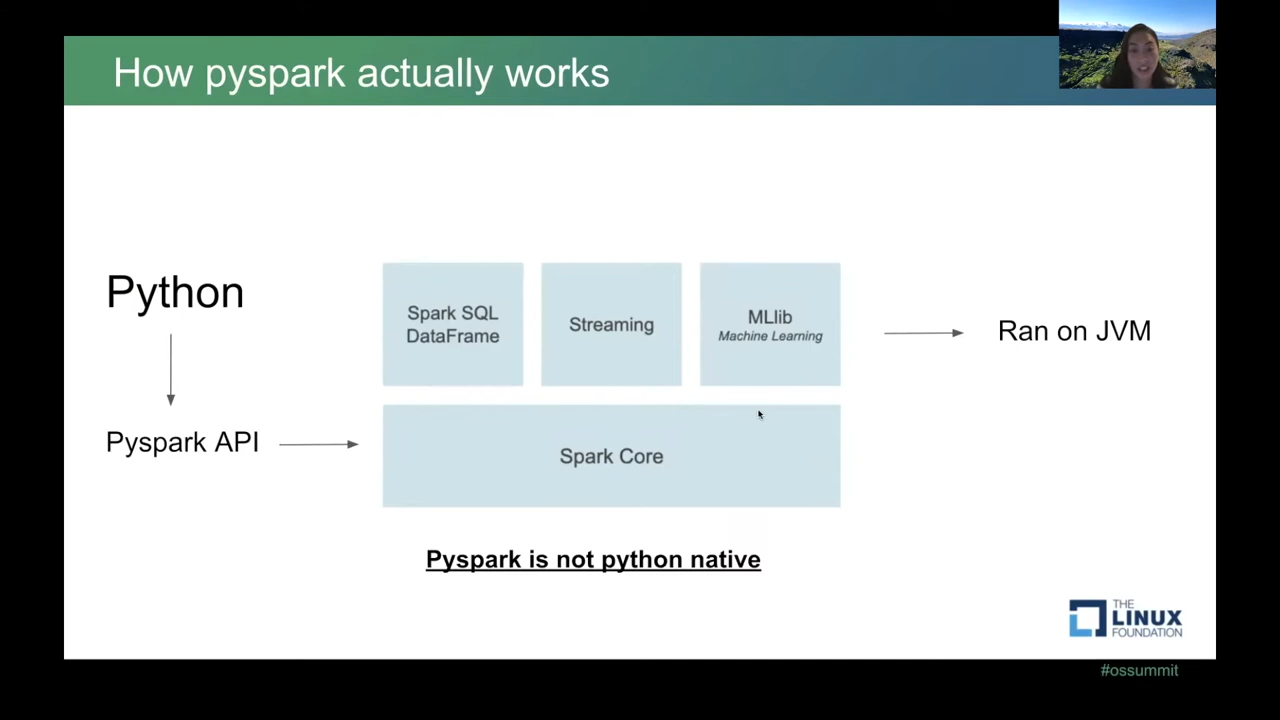 How pyspark actually works
Python
Pyspark API
Spark SQL
DataFrame
Streaming
MLlib
Machine Learning
Spark Core
Ran on JVM
Pyspark is not python native
THE
LINUX
FOUNDATION
#ossummit